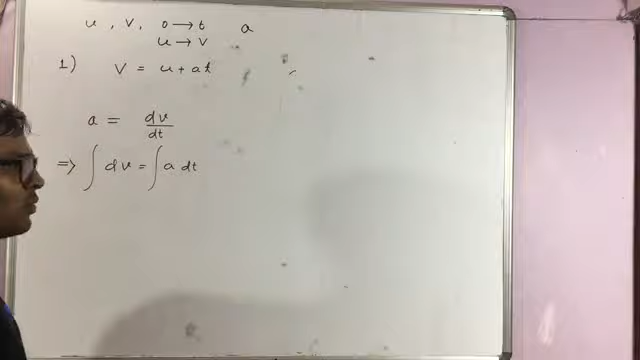 u , v, 0 → t a
u → v
1) V = u + at
a = dv/dt
⇒ ∫ dv = ∫ a dt